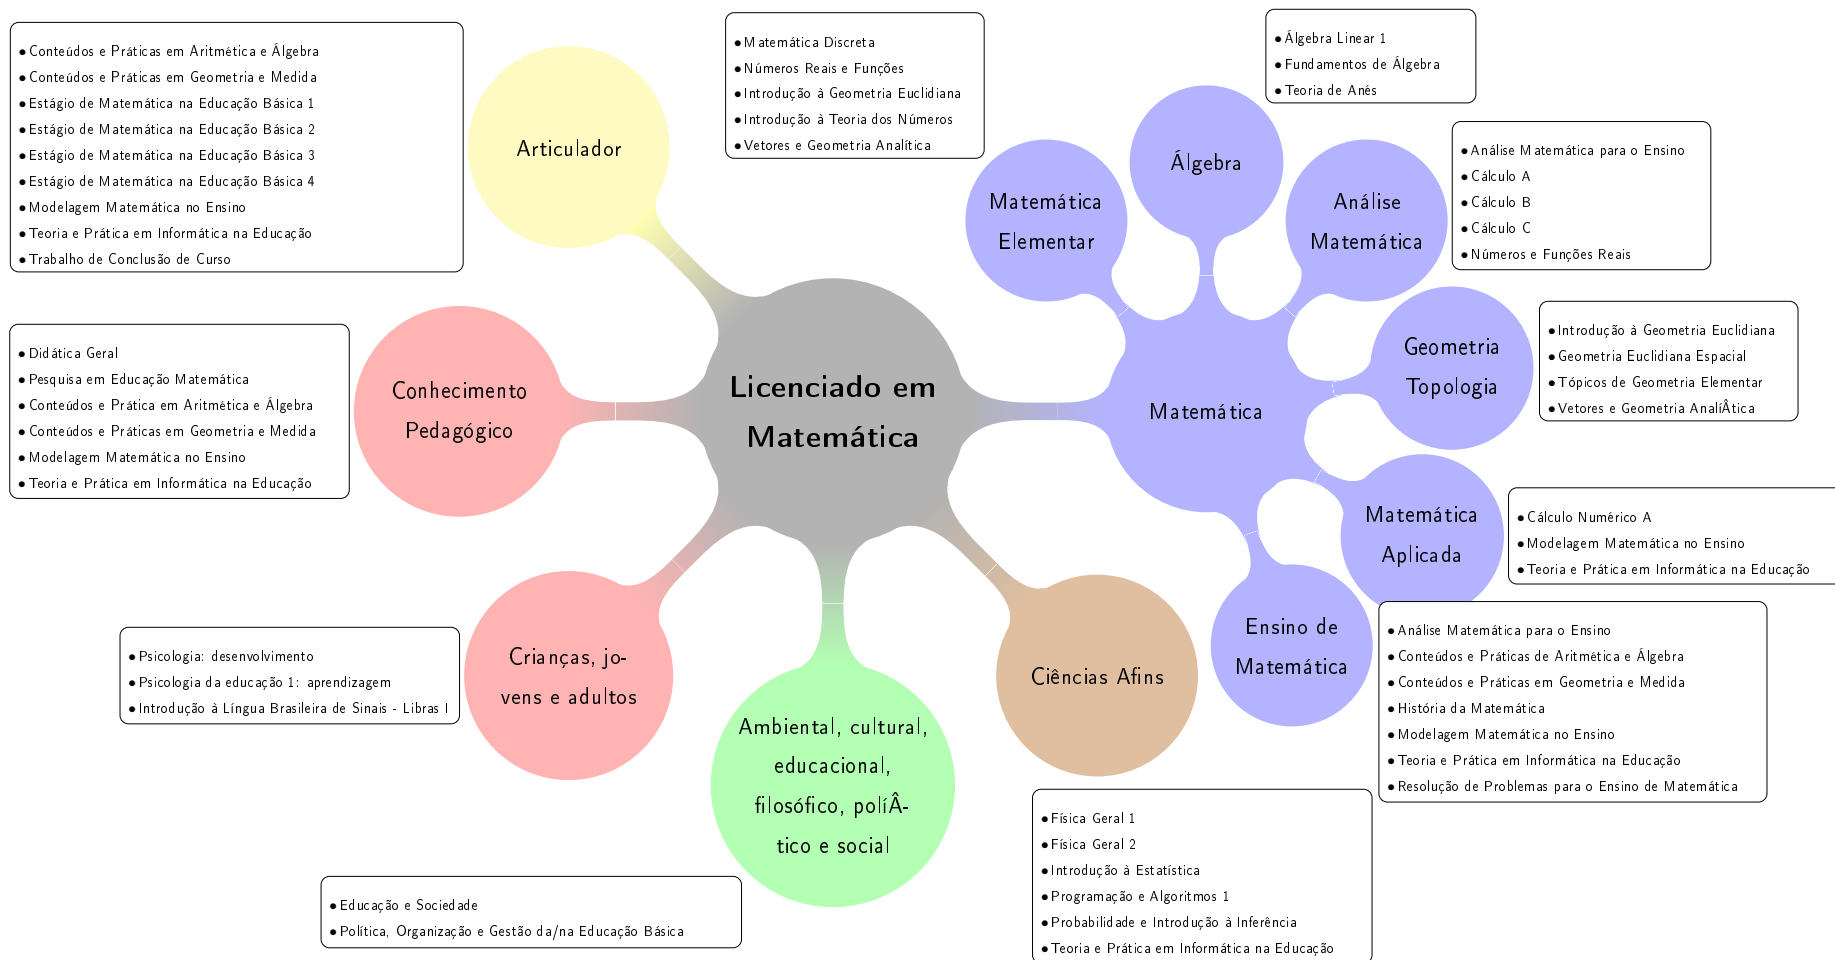 ● Conteúdos e Práticas em Aritmética e Álgebra
● Conteúdos e Práticas em Geometria e Medida
● Estágio de Matemática na Educação Básica 1
● Estágio de Matemática na Educação Básica 2
● Estágio de Matemática na Educação Básica 3
● Estágio de Matemática na Educação Básica 4
● Modelagem Matemática no Ensino
● Teoria e Prática em Informática na Educação
● Trabalho de Conclusão de Curso
Articulador
● Matemática Discreta
● Números Reais e Funções
● Introdução à Geometria Euclidiana
● Introdução à Teoria dos Números
● Vetores e Geometria Analítica
Matemática
Elementar
● Álgebra Linear 1
● Fundamentos de Álgebra
● Teoria de Anés
Álgebra
Análise
Matemática
● Análise Matemática para o Ensino
● Cálculo A
● Cálculo B
● Cálculo C
● Números e Funções Reais
● Didática Geral
● Pesquisa em Educação Matemática
● Conteúdos e Prática em Aritmética e Álgebra
● Conteúdos e Práticas em Geometria e Medida
● Modelagem Matemática no Ensino
● Teoria e Prática em Informática na Educação
Conhecimento
Pedagógico
Licenciado em
Matemática
Matemática
Geometria
Topologia
● Introdução à Geometria Euclidiana
● Geometria Euclidiana Espacial
● Tópicos de Geometria Elementar
● Vetores e Geometria AnalíÂtica
Matemática
Aplicada
● Cálculo Numérico A
● Modelagem Matemática no Ensino
● Teoria e Prática em Informática na Educação
Ensino de
Matemática
● Análise Matemática para o Ensino
● Conteúdos e Práticas de Aritmética e Álgebra
● Conteúdos e Práticas em Geometria e Medida
● História da Matemática
● Modelagem Matemática no Ensino
● Teoria e Prática em Informática na Educação
● Resolução de Problemas para o Ensino de Matemática
● Psicologia: desenvolvimento
● Psicologia da educação 1: aprendizagem
● Introdução à Língua Brasileira de Sinais - Libras I
Crianças, jo-
vens e adultos
Ambiental, cultural,
educacional,
filosófico, políÂ-
tico e social
Ciências Afins
● Educação e Sociedade
● Política, Organização e Gestão da/na Educação Básica
● Física Geral 1
● Física Geral 2
● Introdução à Estatística
● Programação e Algoritmos 1
● Probabilidade e Introdução à Inferência
● Teoria e Prática em Informática na Educação